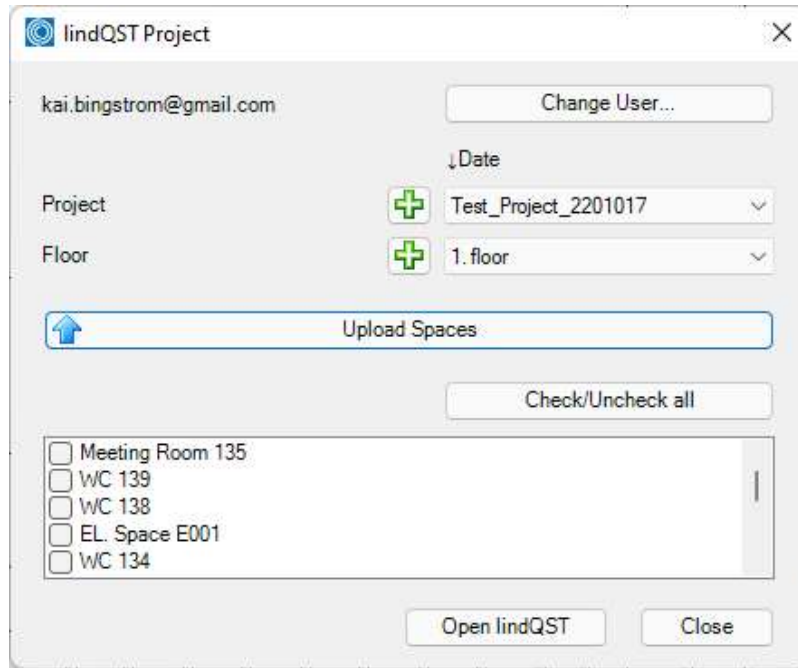 lindQST Project
kai.bingstrom@gmail.com
Change User...
↓Date
Project
Test_Project_2201017
Floor
1. floor
Upload Spaces
Check/Uncheck all
Meeting Room 135
WC 139
WC 138
EL. Space E001
WC 134
Open lindQST
Close